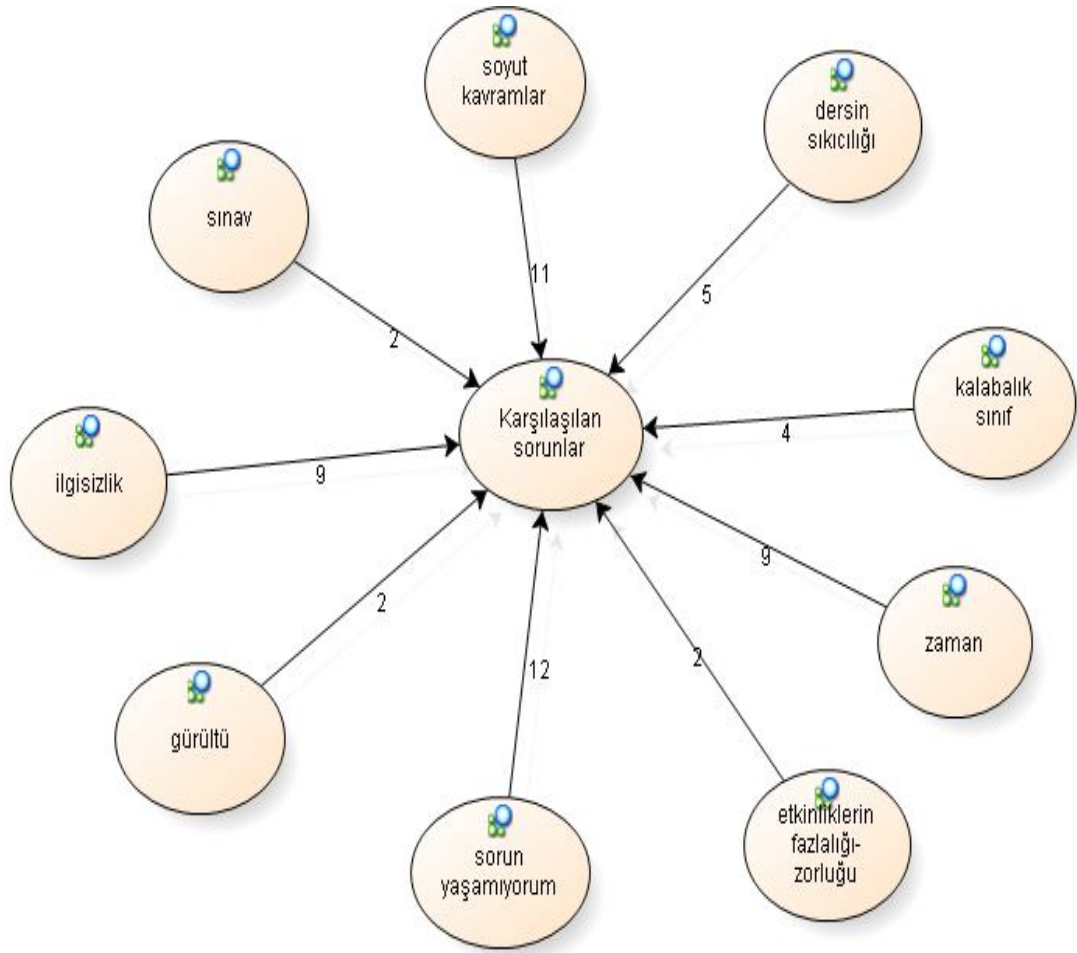 soyut
kavramlar
dersin
sıkıcılığı
sınav
11
5
2
kalabalık
sınıf
Karşılaşılan
sorunlar
4
ilgisizlik
9
9
2
zaman
2
12
gürültü
etkinliklerin
fazlalığı-
zorluğu
sorun
yaşamıyorum